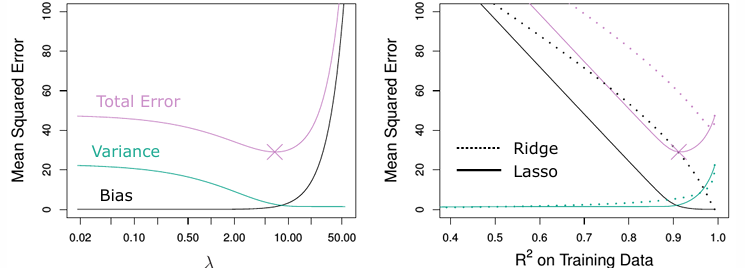 Mean Squared Error
0 20 40 60 80 100
Total Error
Variance
Bias
0.02 0.10 0.50 2.00 10.00 50.00
λ
Mean Squared Error
0 20 40 60 80 100
Ridge
Lasso
0.4 0.5 0.6 0.7 0.8 0.9 1.0
R² on Training Data